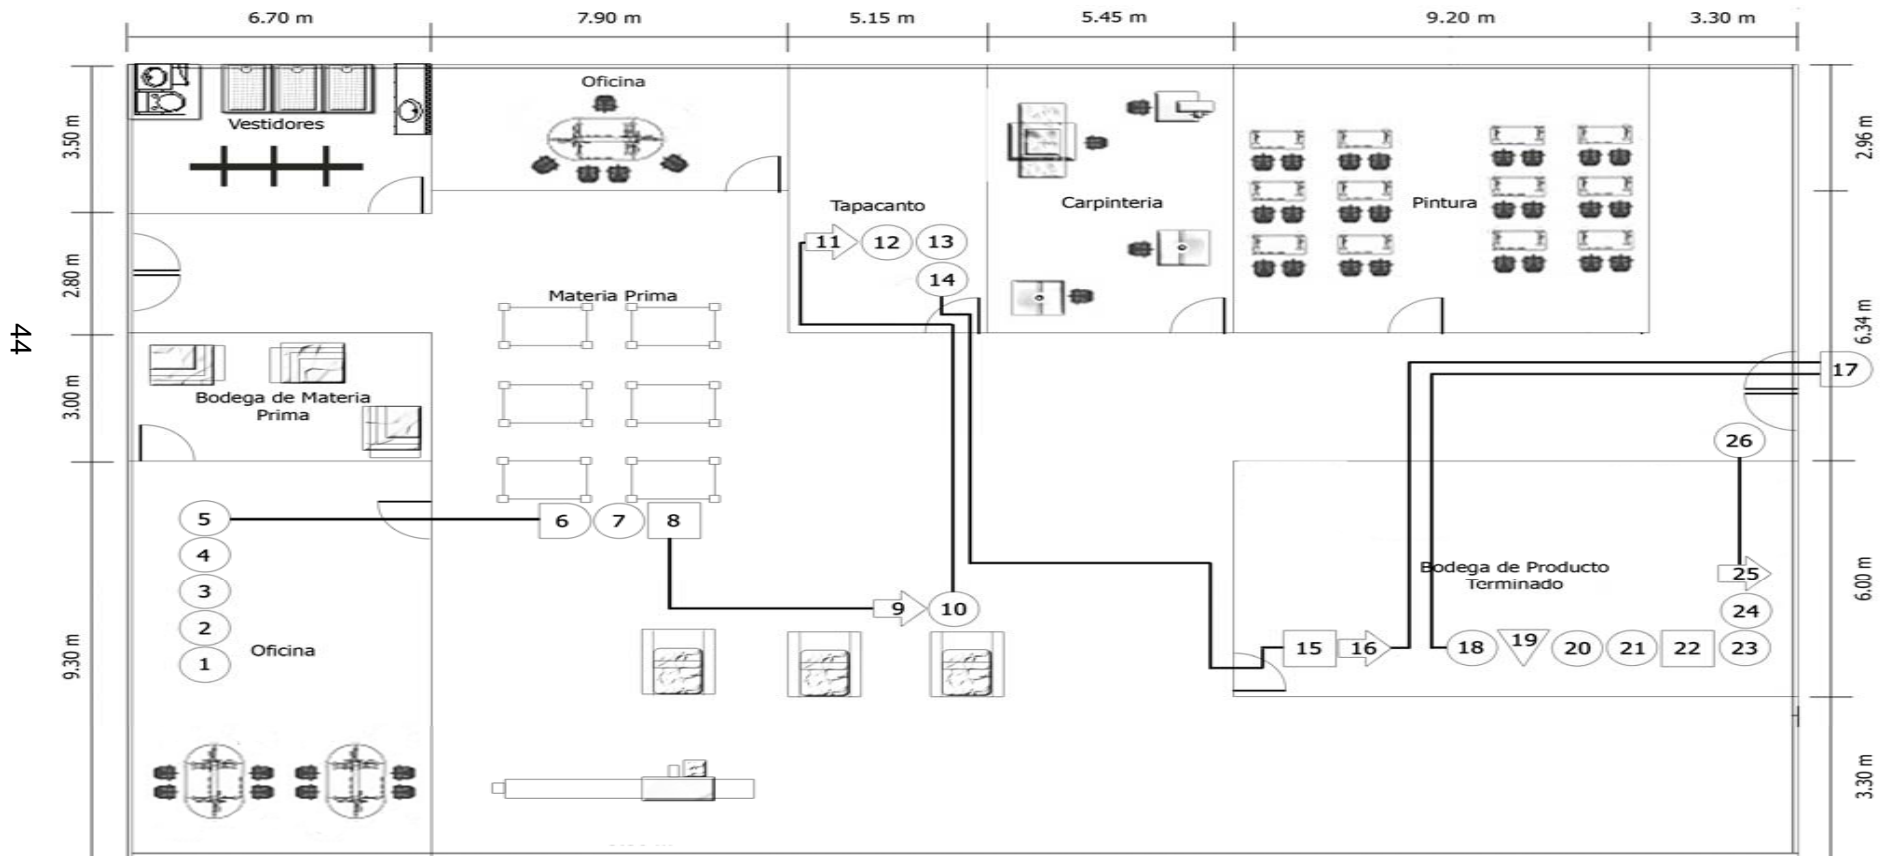 6.70 m
7.90 m
5.15 m
5.45 m
9.20 m
3.30 m
3.50 m
2.80 m
3.00 m
9.30 m
44
2.96 m
6.34 m
6.00 m
3.30 m
Vestidores
Oficina
Tapacanto
Carpinteria
Pintura
11
12
13
14
Materia Prima
Bodega de Materia
Prima
17
26
5
4
3
2
1
Oficina
6
7
8
9
10
Bodega de Producto
Terminado
25
24
15
16
18
19
20
21
22
23